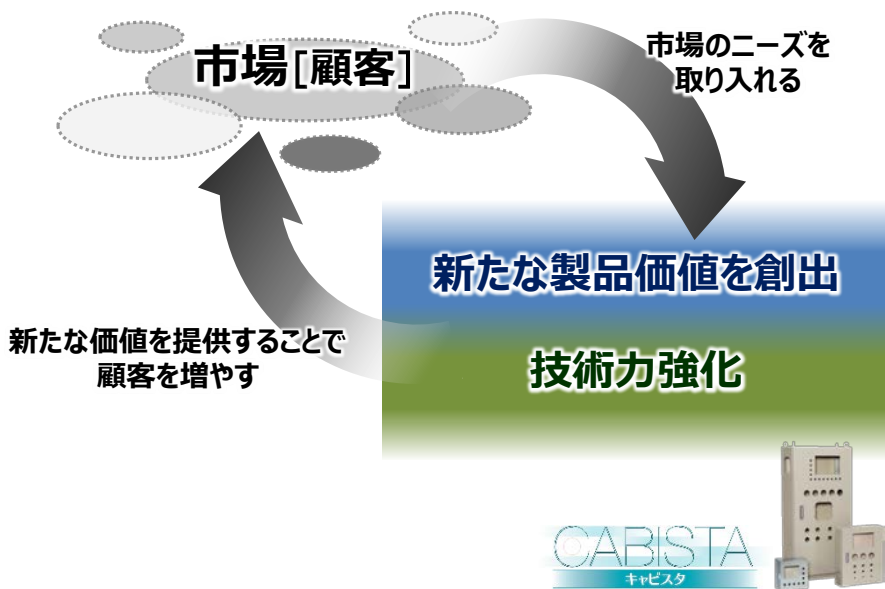 市場[顧客]
市場のニーズを
取り入れる
新たな製品価値を創出
技術力強化
新たな価値を提供することで
顧客を増やす
CABISTA
キャビスタ